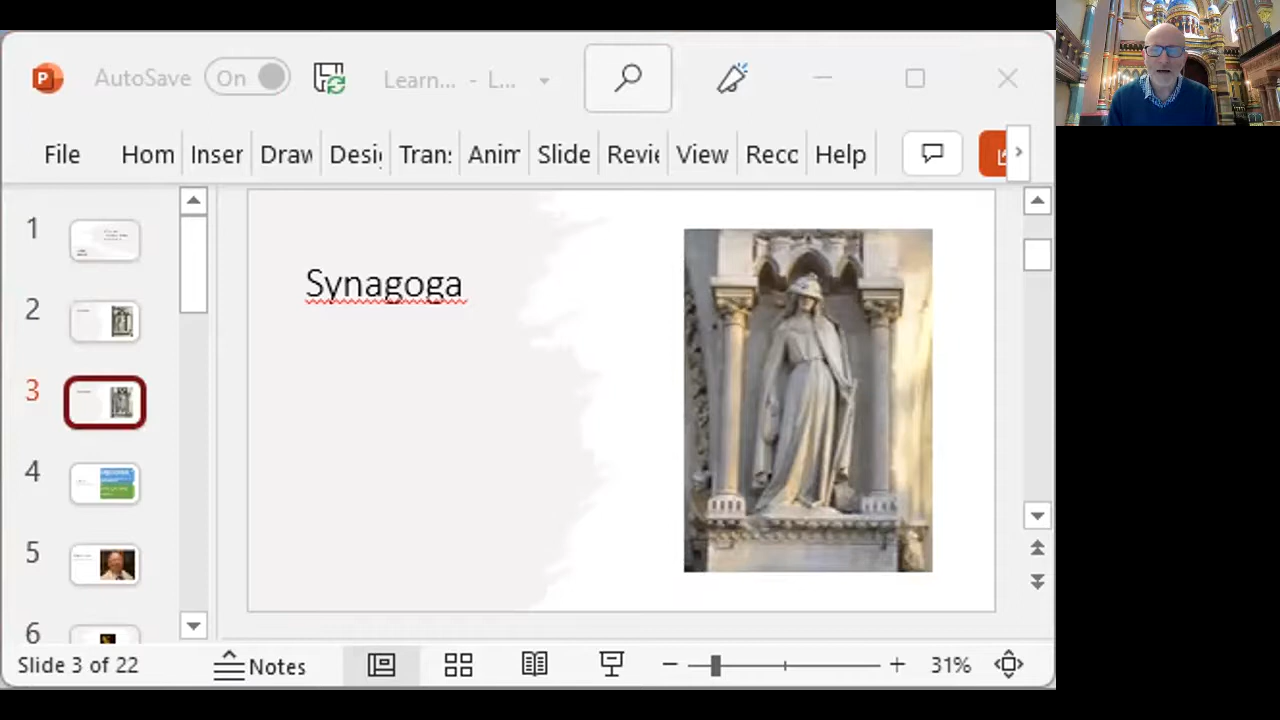 AutoSave On Learn... - L...
File Hom Inser Draw Desi Tran: Anim Slide Revie View Recc Help
Synagoga
1
2
3
4
5
6
Slide 3 of 22 Notes 31%